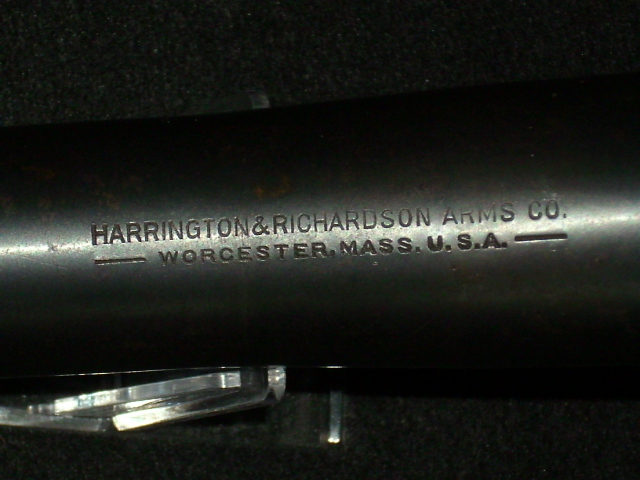 HARRINGTON&RICHARDSON ARMS CO.
WORCESTER, MASS. U.S.A.